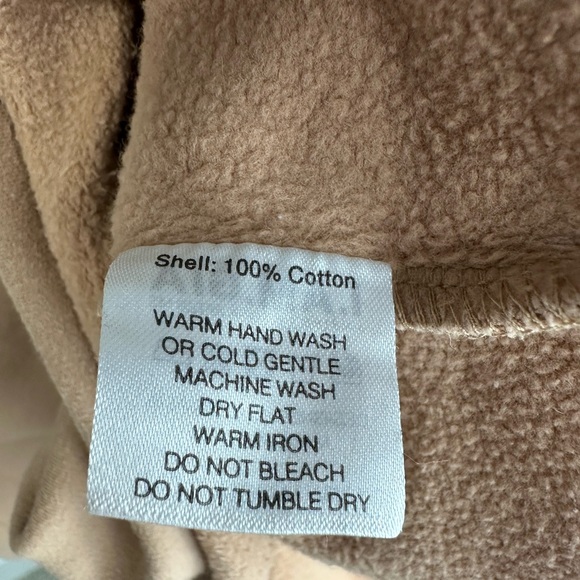 Shell: 100% Cotton
WARM HAND WASH
OR COLD GENTLE
MACHINE WASH
DRY FLAT
WARM IRON
DO NOT BLEACH
DO NOT TUMBLE DRY